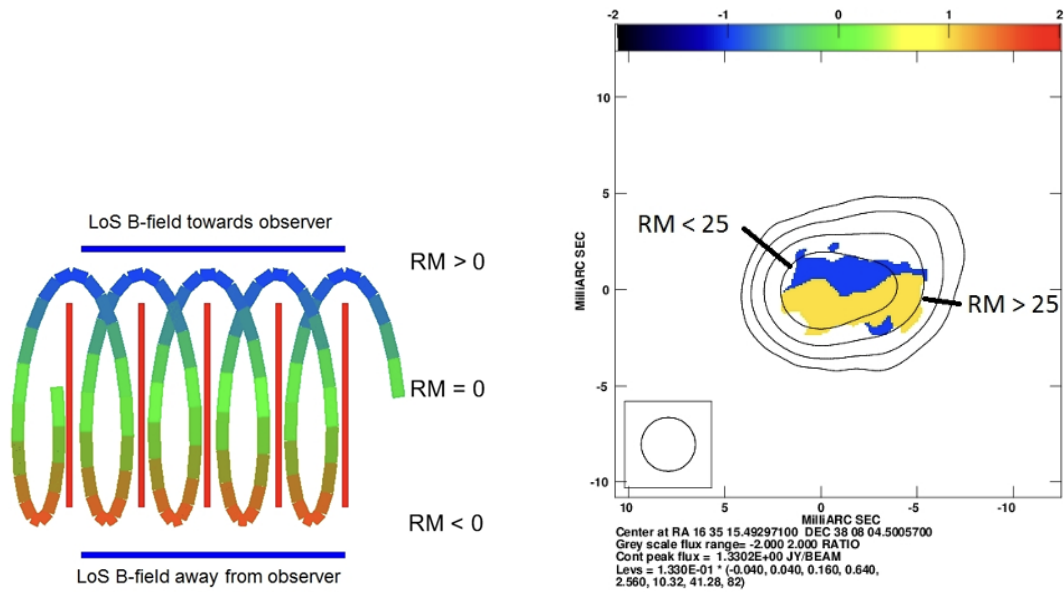 LoS B-field towards observer
RM > 0
RM = 0
RM < 0
LoS B-field away from observer
-2 -1 0 1 2
10
5
0
-5
-10
MilliARC SEC
RM < 25
RM > 25
10 5 0 -5 -10
MilliARC SEC
Center at RA 16 35 15.49297100 DEC 38 08 04.5005700
Grey scale flux range= -2.000 2.000 RATIO
Cont peak flux = 1.3302E+00 JY/BEAM
Levs = 1.330E-01 * (-0.040, 0.040, 0.160, 0.640,
2.560, 10.32, 41.28, 82)